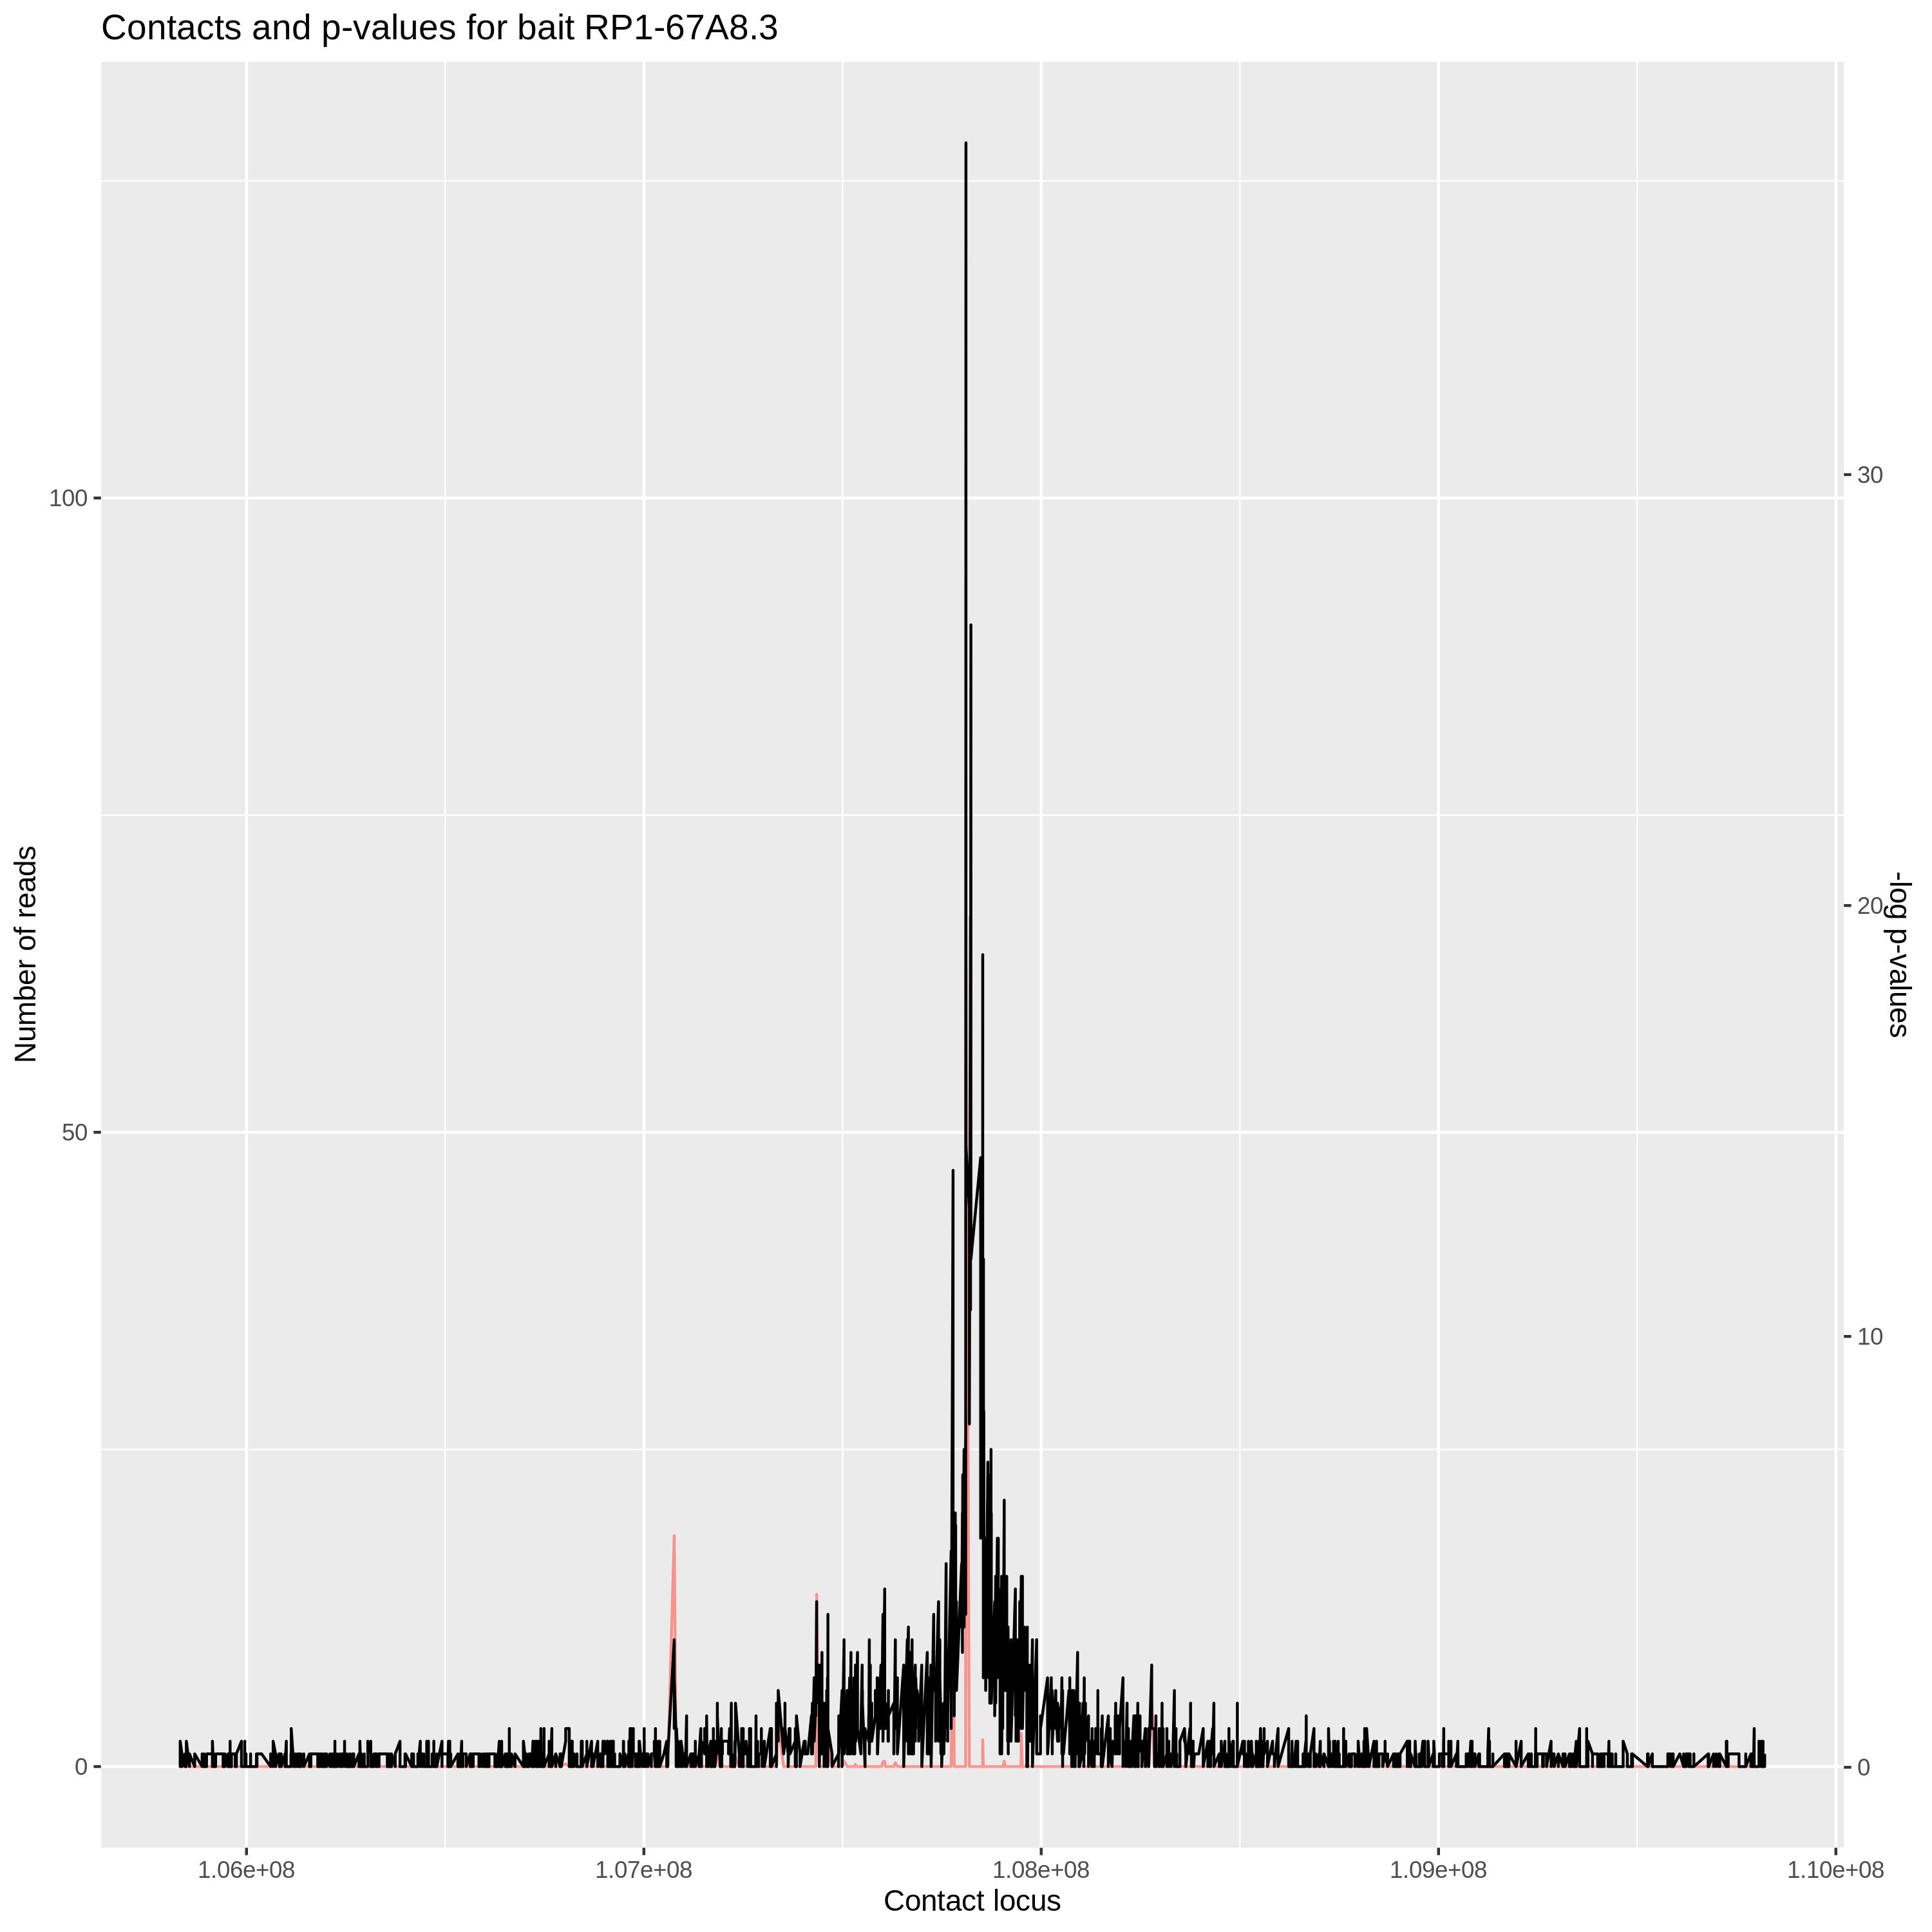 Contacts and p-values for bait RP1-67A8.3
Number of reads
100
50
0
30
20
10
0
-log p-values
1.06e+08 1.07e+08 1.08e+08 1.09e+08 1.10e+08
Contact locus